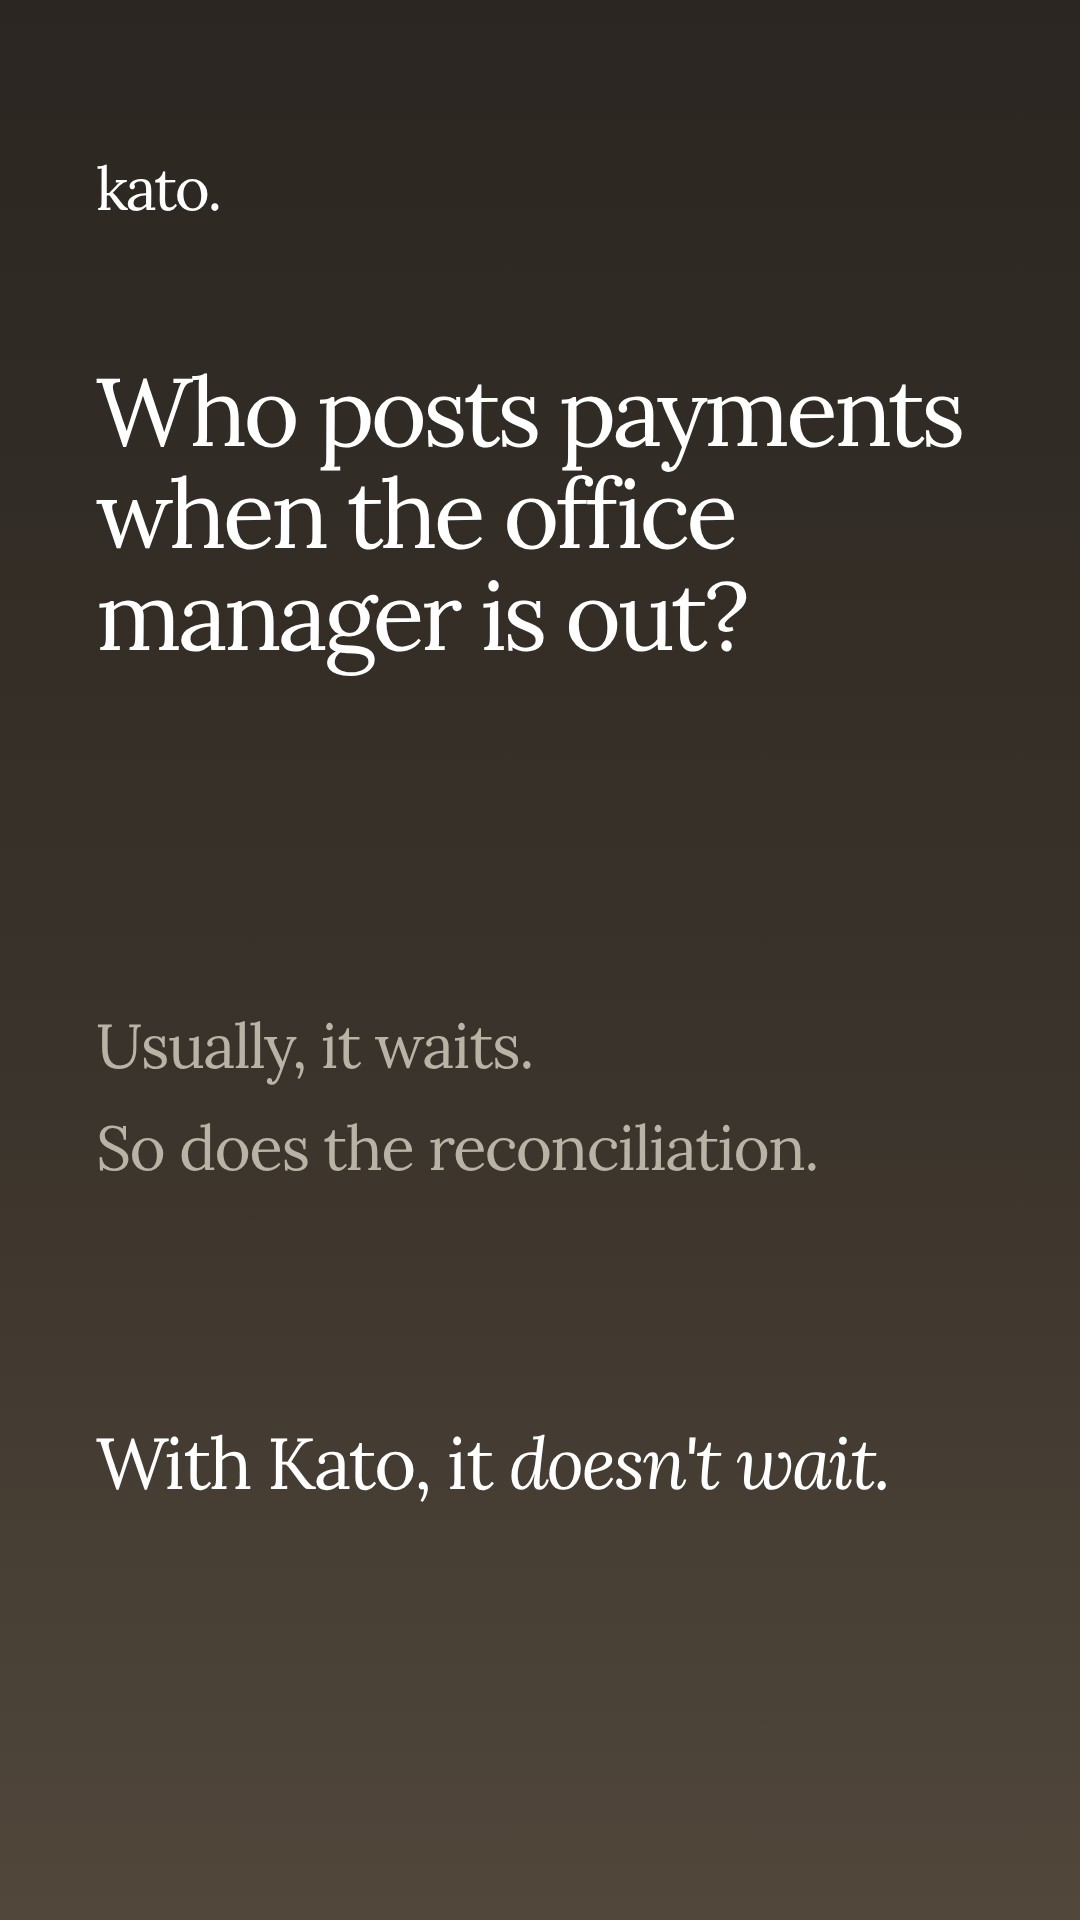 kato.
Who posts payments
when the office
manager is out?
Usually, it waits.
So does the reconciliation.
With Kato, it doesn't wait.